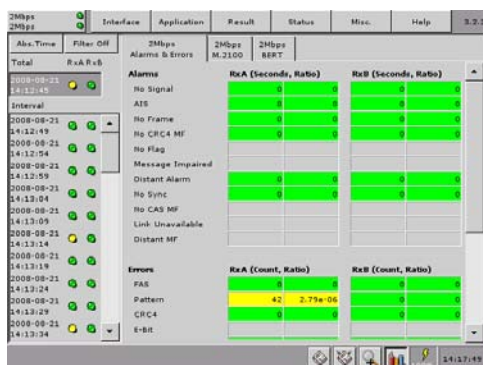 2Mbps
2Mbps
Interface Application Result Status Misc. Help 3.2.
Abs.Time Filter Off
2Mbps Alarms & Errors
2Mbps M.2100
2Mbps BERT
Total RxA RxB
2008-08-21
14:12:45
Interval
2008-08-21
14:12:49
2008-08-21
14:12:54
2008-08-21
14:12:59
2008-08-21
14:13:04
2008-08-21
14:13:09
2008-08-21
14:13:14
2008-08-21
14:13:19
2008-08-21
14:13:24
2008-08-21
14:13:29
2008-08-21
14:13:34
Alarms RxA (Seconds, Ratio) RxB (Seconds, Ratio)
No Signal 0 0 0 0
AIS 0 0 0 0
No Frame 0 0 0 0
No CRC4 MF 0 0 0 0
No Flag
Message Impaired
Distant Alarm 0 0 0 0
No Sync 0 0 0 0
No CAS MF
Link Unavailable
Distant MF
Errors RxA (Count, Ratio) RxB (Count, Ratio)
FAS 0 0 0 0
Pattern 42 2.79e-06 0 0
CRC4 0 0 0 0
E-Bit
14:17:49